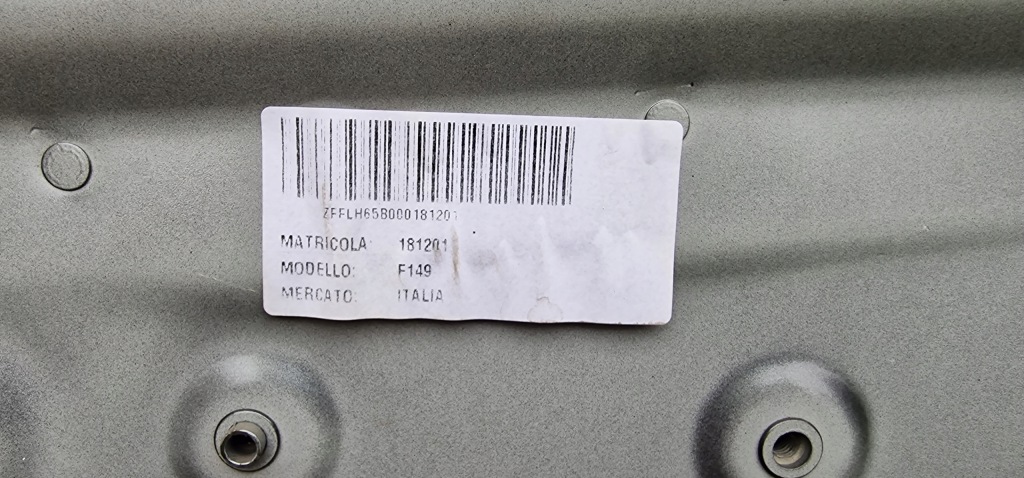 ZFFLH65B000181201
MATRICOLA: 181201
MODELLO: F149
MERCATO: ITALIA